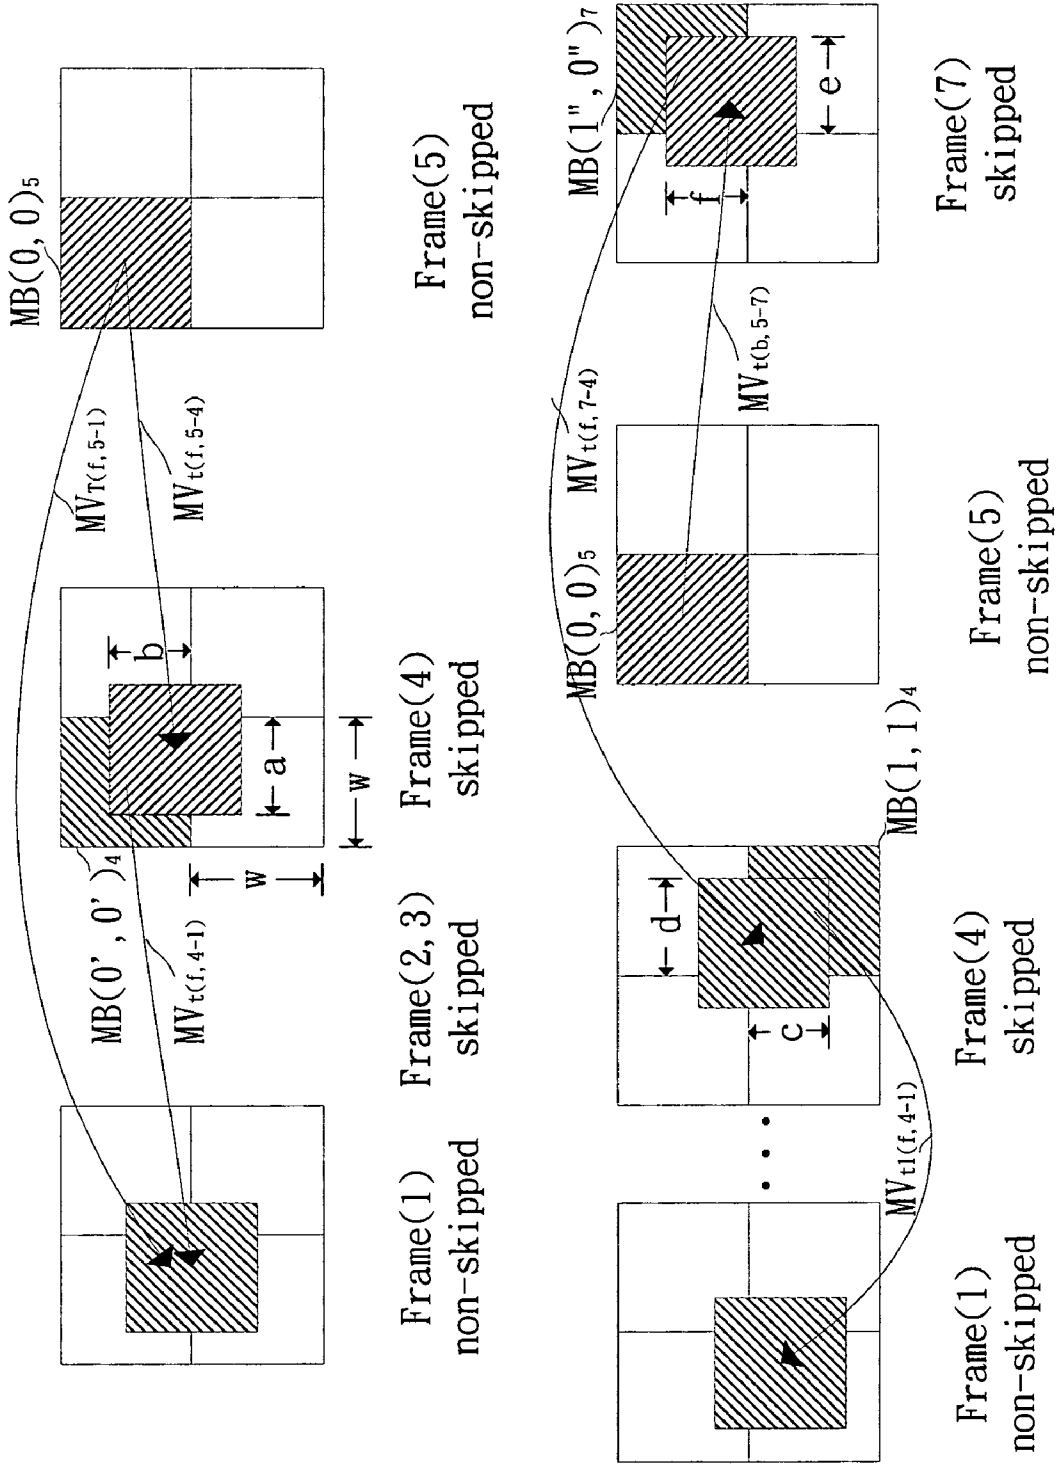 MB(0, 0)5
MVT(f, 5-1)
MVt(f, 5-4)
MB(0', 0')4
MVt(f, 4-1)
b
a
w
w
Frame(1)
non-skipped
Frame(2, 3)
skipped
Frame(4)
skipped
Frame(5)
non-skipped
MB(1", 0")7
MVt(f, 7-4)
MB(0, 0)5
MVt(b, 5-7)
f
e
d
c
MB(1, 1)4
MVt1(f, 4-1)
Frame(1)
non-skipped
Frame(4)
skipped
Frame(5)
non-skipped
Frame(7)
skipped